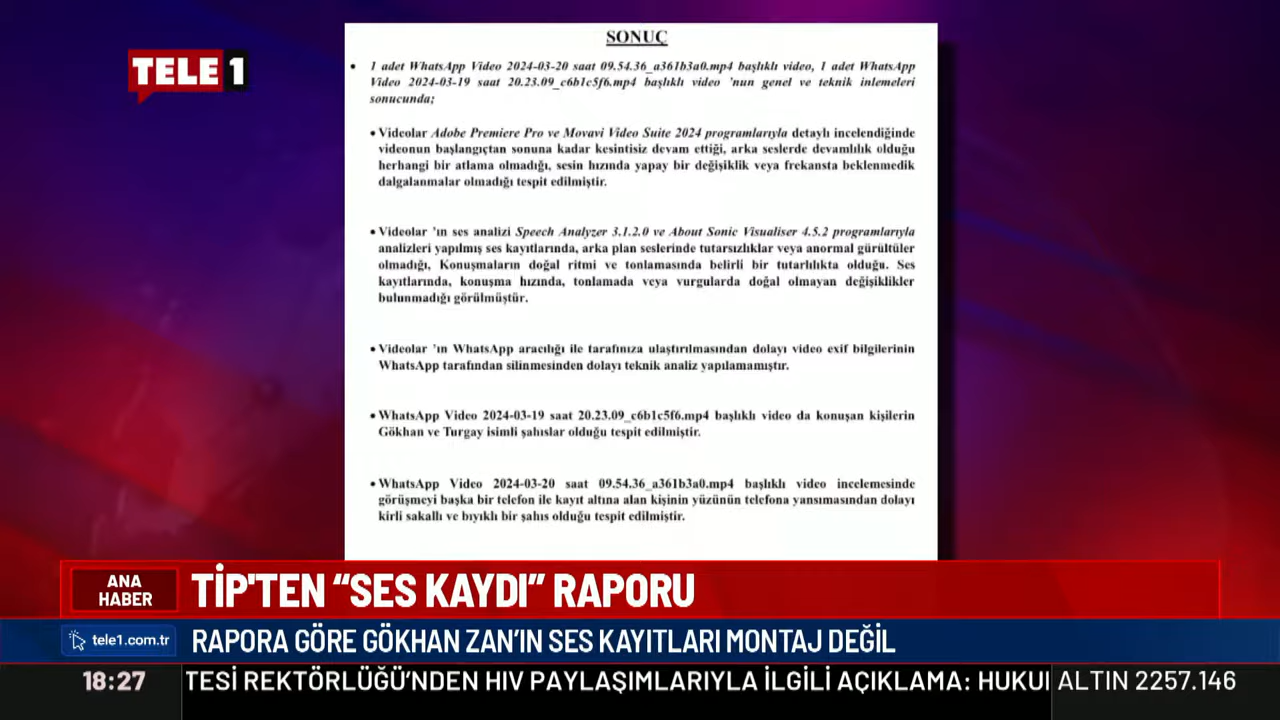 SONUÇ
TELE 1
• 1 adet WhatsApp Video 2024-03-20 saat 09.54.36_a361b3a0.mp4 başlıklı video, 1 adet WhatsApp
Video 2024-03-19 saat 20.23.09_c6b1c5f6.mp4 başlıklı video 'nun genel ve teknik inlemeleri
sonucunda;
• Videolar Adobe Premiere Pro ve Movavi Video Suite 2024 programlarıyla detaylı incelendiğinde
videonun başlangıçtan sonuna kadar kesintisiz devam ettiği, arka seslerde devamlılık olduğu
herhangi bir atlama olmadığı, sesin hızında yapay bir değişiklik veya frekansta beklenmedik
dalgalanmalar olmadığı tespit edilmiştir.
• Videolar 'ın ses analizi Speech Analyzer 3.1.2.0 ve About Sonic Visualiser 4.5.2 programlarıyla
analizleri yapılmış ses kayıtlarında, arka plan seslerinde tutarsızlıklar veya anormal gürültüler
olmadığı, Konuşmaların doğal ritmi ve tonlamasında belirli bir tutarlılıkta olduğu. Ses
kayıtlarında, konuşma hızında, tonlamada veya vurgularda doğal olmayan değişiklikler
bulunmadığı görülmüştür.
• Videolar 'ın WhatsApp aracılığı ile tarafınıza ulaştırılmasından dolayı video exif bilgilerinin
WhatsApp tarafından silinmesinden dolayı teknik analiz yapılamamıştır.
• WhatsApp Video 2024-03-19 saat 20.23.09_c6b1c5f6.mp4 başlıklı video da konuşan kişilerin
Gökhan ve Turgay isimli şahıslar olduğu tespit edilmiştir.
• WhatsApp Video 2024-03-20 saat 09.54.36_a361b3a0.mp4 başlıklı video incelemesinde
görüşmeyi başka bir telefon ile kayıt altına alan kişinin yüzünün telefona yansımasından dolayı
kirli sakallı ve bıyıklı bir şahıs olduğu tespit edilmiştir.
ANA
HABER
TİP'TEN “SES KAYDI” RAPORU
tele1.com.tr
RAPORA GÖRE GÖKHAN ZAN’IN SES KAYITLARI MONTAJ DEĞİL
18:27
TESİ REKTÖRLÜĞÜ’NDEN HIV PAYLAŞIMLARIYLA İLGİLİ AÇIKLAMA: HUKUI
ALTIN 2257.146